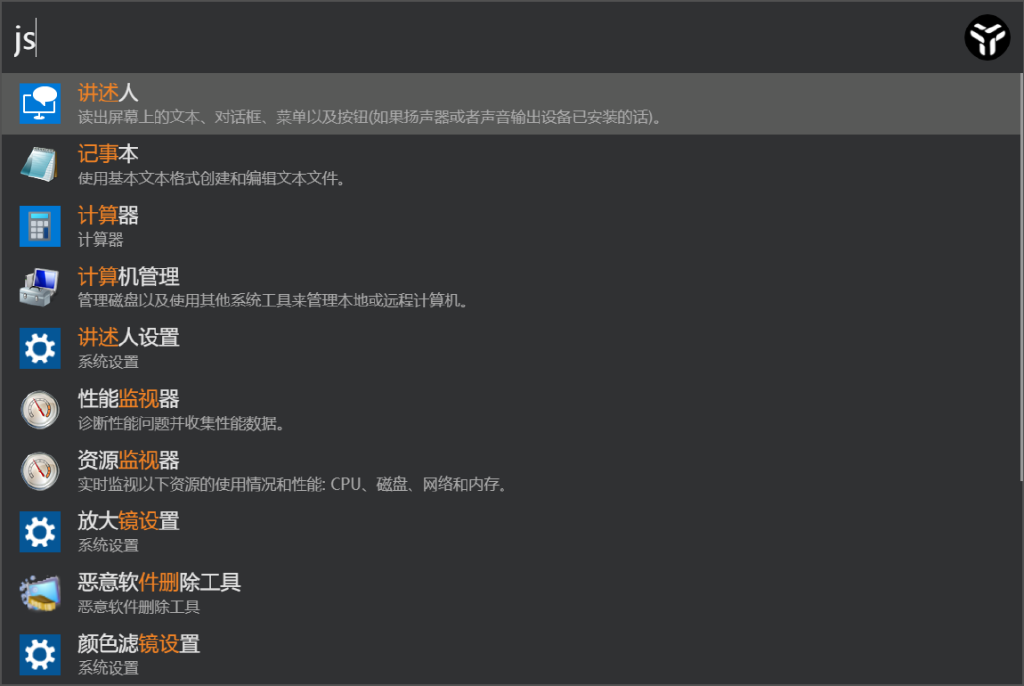 js
讲述人
读出屏幕上的文本、对话框、菜单以及按钮(如果扬声器或者声音输出设备已安装的话)。
记事本
使用基本文本格式创建和编辑文本文件。
计算器
计算器
计算机管理
管理磁盘以及使用其他系统工具来管理本地或远程计算机。
讲述人设置
系统设置
性能监视器
诊断性能问题并收集性能数据。
资源监视器
实时监视以下资源的使用情况和性能: CPU、磁盘、网络和内存。
放大镜设置
系统设置
恶意软件删除工具
恶意软件删除工具
颜色滤镜设置
系统设置